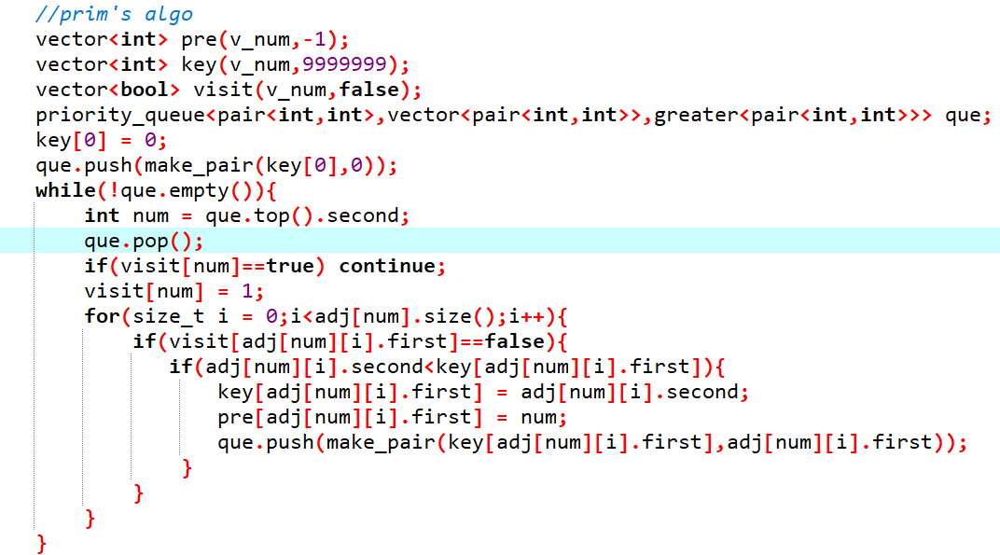 //prim's algo
vector<int> pre(v_num,-1);
vector<int> key(v_num,9999999);
vector<bool> visit(v_num,false);
priority_queue<pair<int,int>,vector<pair<int,int>>,greater<pair<int,int>>> que;
key[0] = 0;
que.push(make_pair(key[0],0));
while(!que.empty()){
    int num = que.top().second;
    que.pop();
    if(visit[num]==true) continue;
    visit[num] = 1;
    for(size_t i = 0;i<adj[num].size();i++){
        if(visit[adj[num][i].first]==false){
           if(adj[num][i].second<key[adj[num][i].first]){
               key[adj[num][i].first] = adj[num][i].second;
               pre[adj[num][i].first] = num;
               que.push(make_pair(key[adj[num][i].first],adj[num][i].first));
            }
        }
    }
}